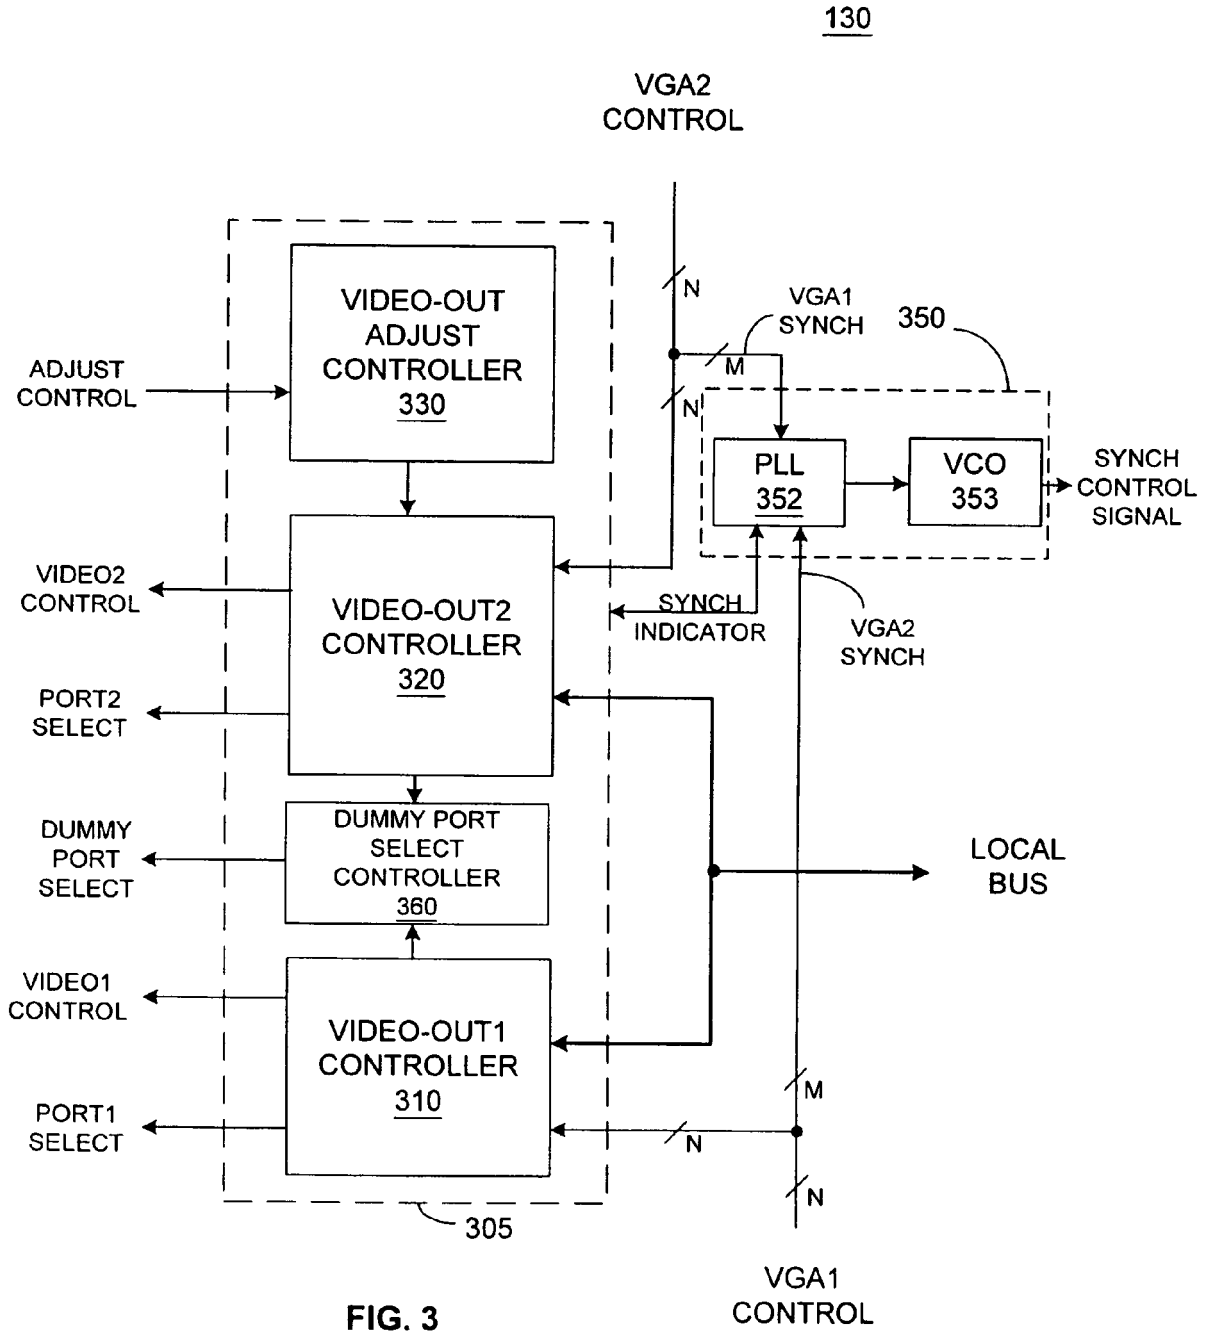 130
VGA2
CONTROL
N
VGA1
SYNCH
350
M
N
VIDEO-OUT
ADJUST
CONTROLLER
330
ADJUST
CONTROL
PLL
352
VCO
353
SYNCH
CONTROL
SIGNAL
VIDEO2
CONTROL
VIDEO-OUT2
CONTROLLER
320
SYNCH
INDICATOR
VGA2
SYNCH
PORT2
SELECT
DUMMY
PORT
SELECT
DUMMY PORT
SELECT
CONTROLLER
360
LOCAL
BUS
VIDEO1
CONTROL
VIDEO-OUT1
CONTROLLER
310
M
PORT1
SELECT
N
N
305
VGA1
CONTROL
FIG. 3